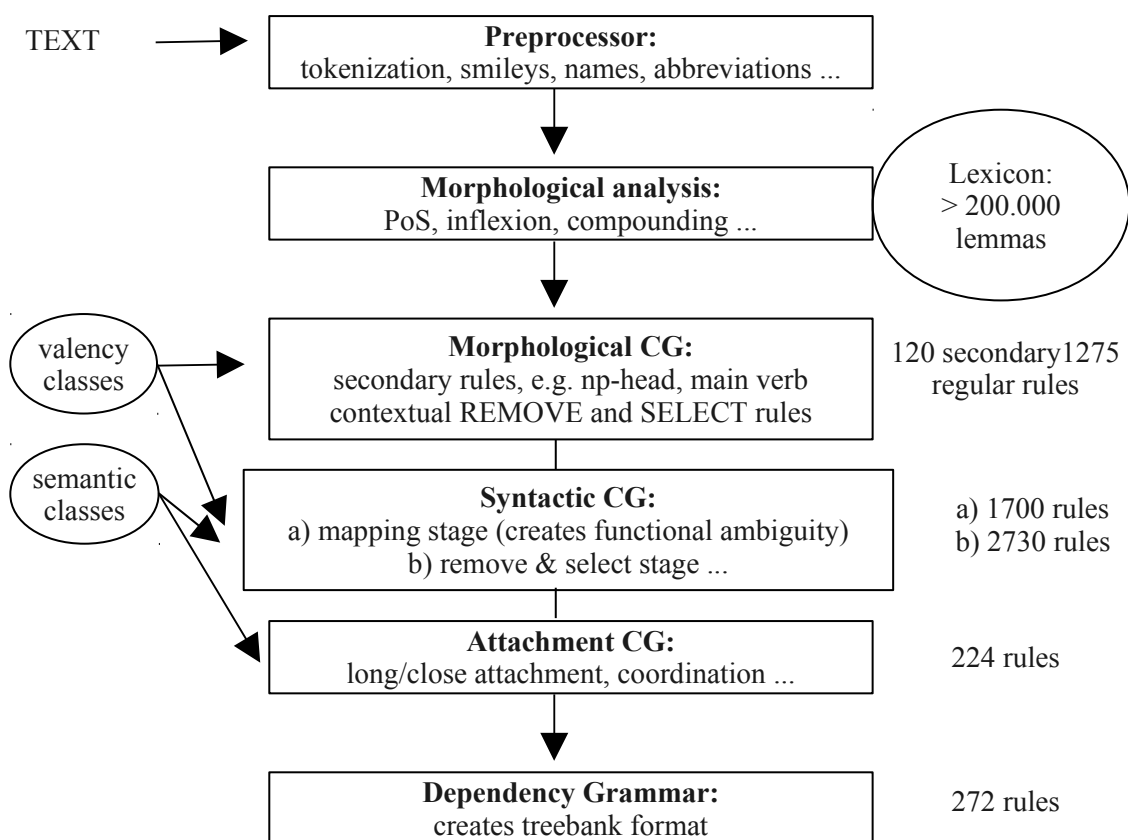 TEXT
Preprocessor:
tokenization, smileys, names, abbreviations ...
Morphological analysis:
PoS, inflexion, compounding ...
Lexicon:
> 200.000
lemmas
valency
classes
Morphological CG:
secondary rules, e.g. np-head, main verb
contextual REMOVE and SELECT rules
120 secondary1275
regular rules
semantic
classes
Syntactic CG:
a) mapping stage (creates functional ambiguity)
b) remove & select stage ...
a) 1700 rules
b) 2730 rules
Attachment CG:
long/close attachment, coordination ...
224 rules
Dependency Grammar:
creates treebank format
272 rules